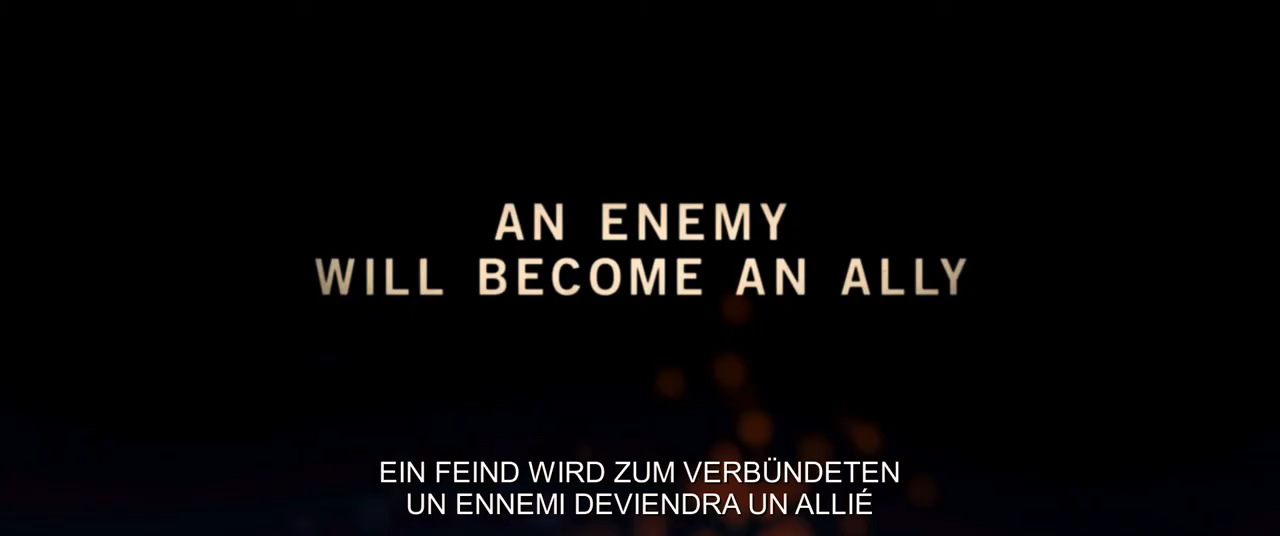 AN ENEMY
WILL BECOME AN ALLY
EIN FEIND WIRD ZUM VERBÜNDETEN
UN ENNEMI DEVIENDRA UN ALLIÉ